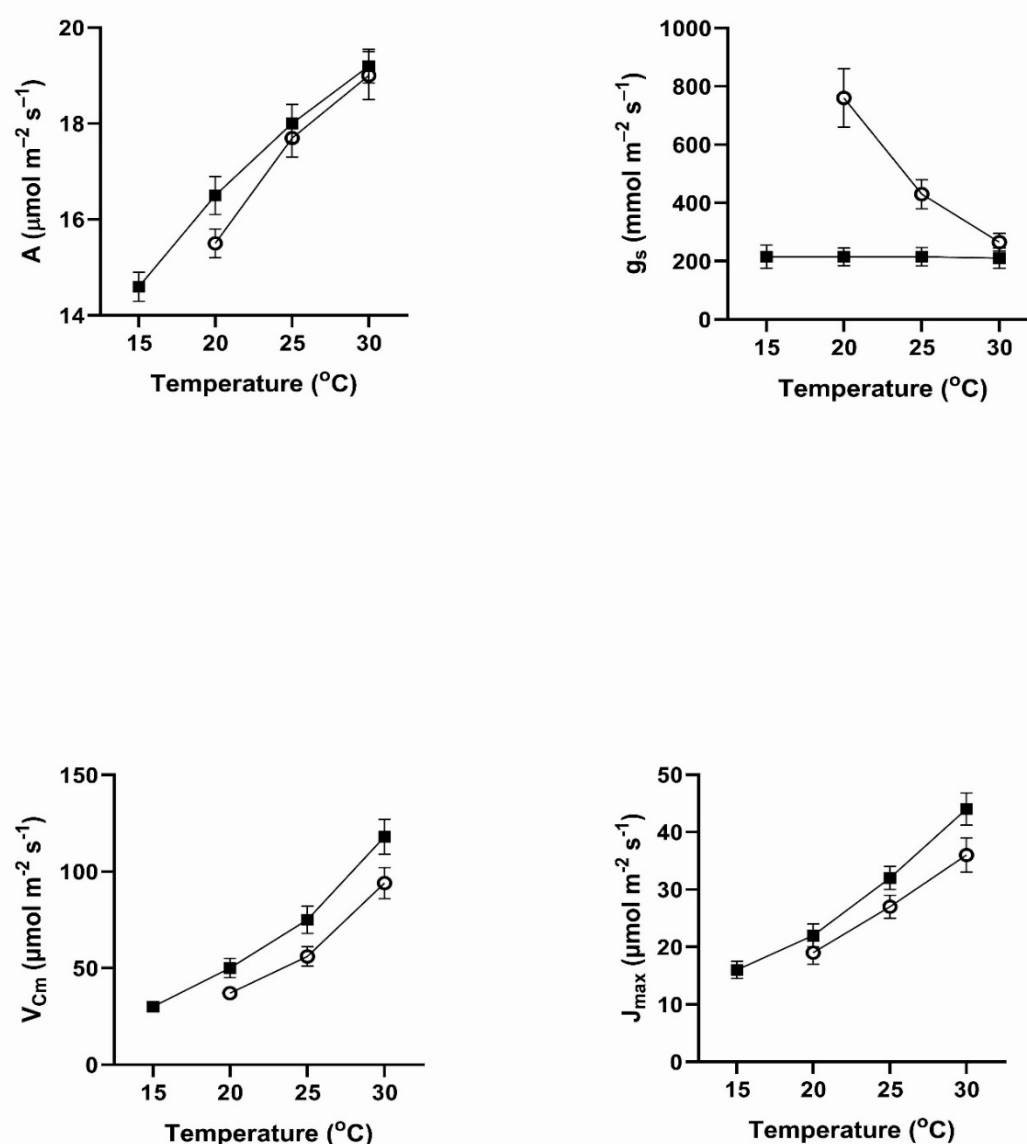 A (μmol m⁻² s⁻¹)
20
18
16
14
15 20 25 30
Temperature (°C)
gₛ (mmol m⁻² s⁻¹)
1000
800
600
400
200
0
15 20 25 30
Temperature (°C)
V_Cm (μmol m⁻² s⁻¹)
150
100
50
0
15 20 25 30
Temperature (°C)
J_max (μmol m⁻² s⁻¹)
50
40
30
20
10
0
15 20 25 30
Temperature (°C)